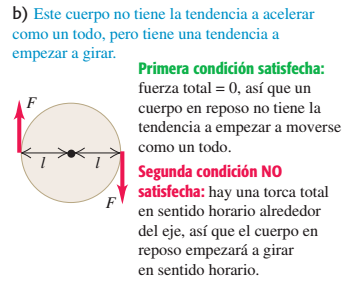 b) Este cuerpo no tiene la tendencia a acelerar
como un todo, pero tiene una tendencia a
empezar a girar.
Primera condición satisfecha:
fuerza total = 0, así que un
cuerpo en reposo no tiene la
tendencia a empezar a moverse
como un todo.
Segunda condición NO
satisfecha: hay una torca total
en sentido horario alrededor
del eje, así que el cuerpo en
reposo empezará a girar
en sentido horario.
F
l
l
F